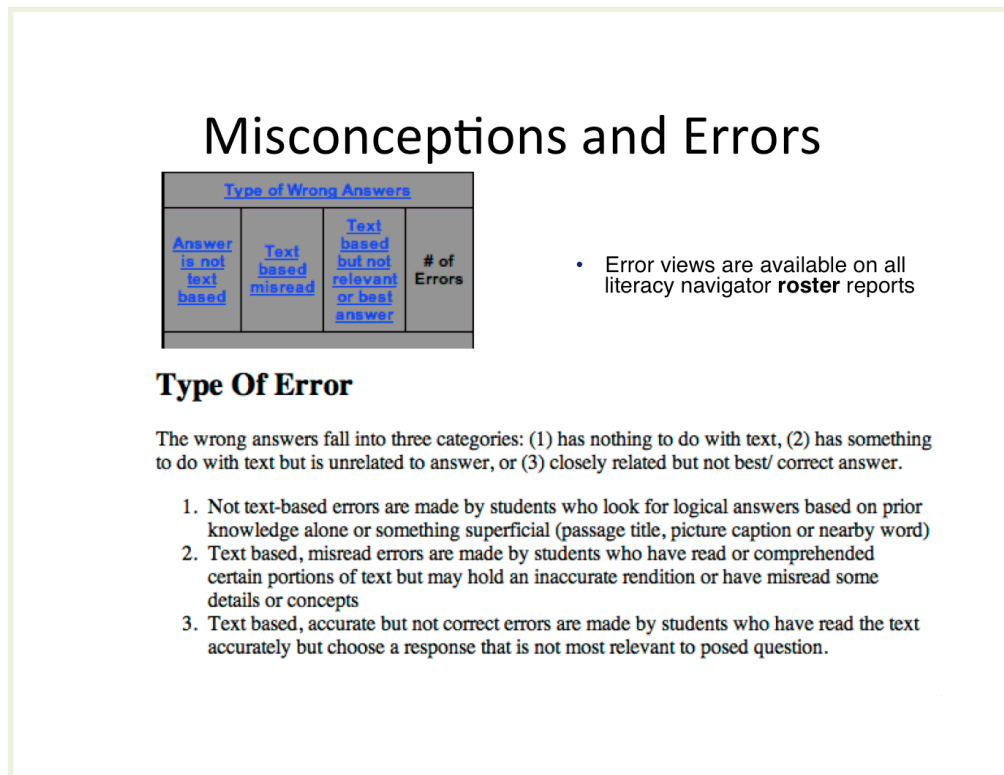 Misconceptions and Errors
Type of Wrong Answers
Answer
is not
text
based
Text
based
misread
Text
based
but not
relevant
or best
answer
# of
Errors
• Error views are available on all
literacy navigator roster reports
Type Of Error
The wrong answers fall into three categories: (1) has nothing to do with text, (2) has something
to do with text but is unrelated to answer, or (3) closely related but not best/ correct answer.
1. Not text-based errors are made by students who look for logical answers based on prior
knowledge alone or something superficial (passage title, picture caption or nearby word)
2. Text based, misread errors are made by students who have read or comprehended
certain portions of text but may hold an inaccurate rendition or have misread some
details or concepts
3. Text based, accurate but not correct errors are made by students who have read the text
accurately but choose a response that is not most relevant to posed question.